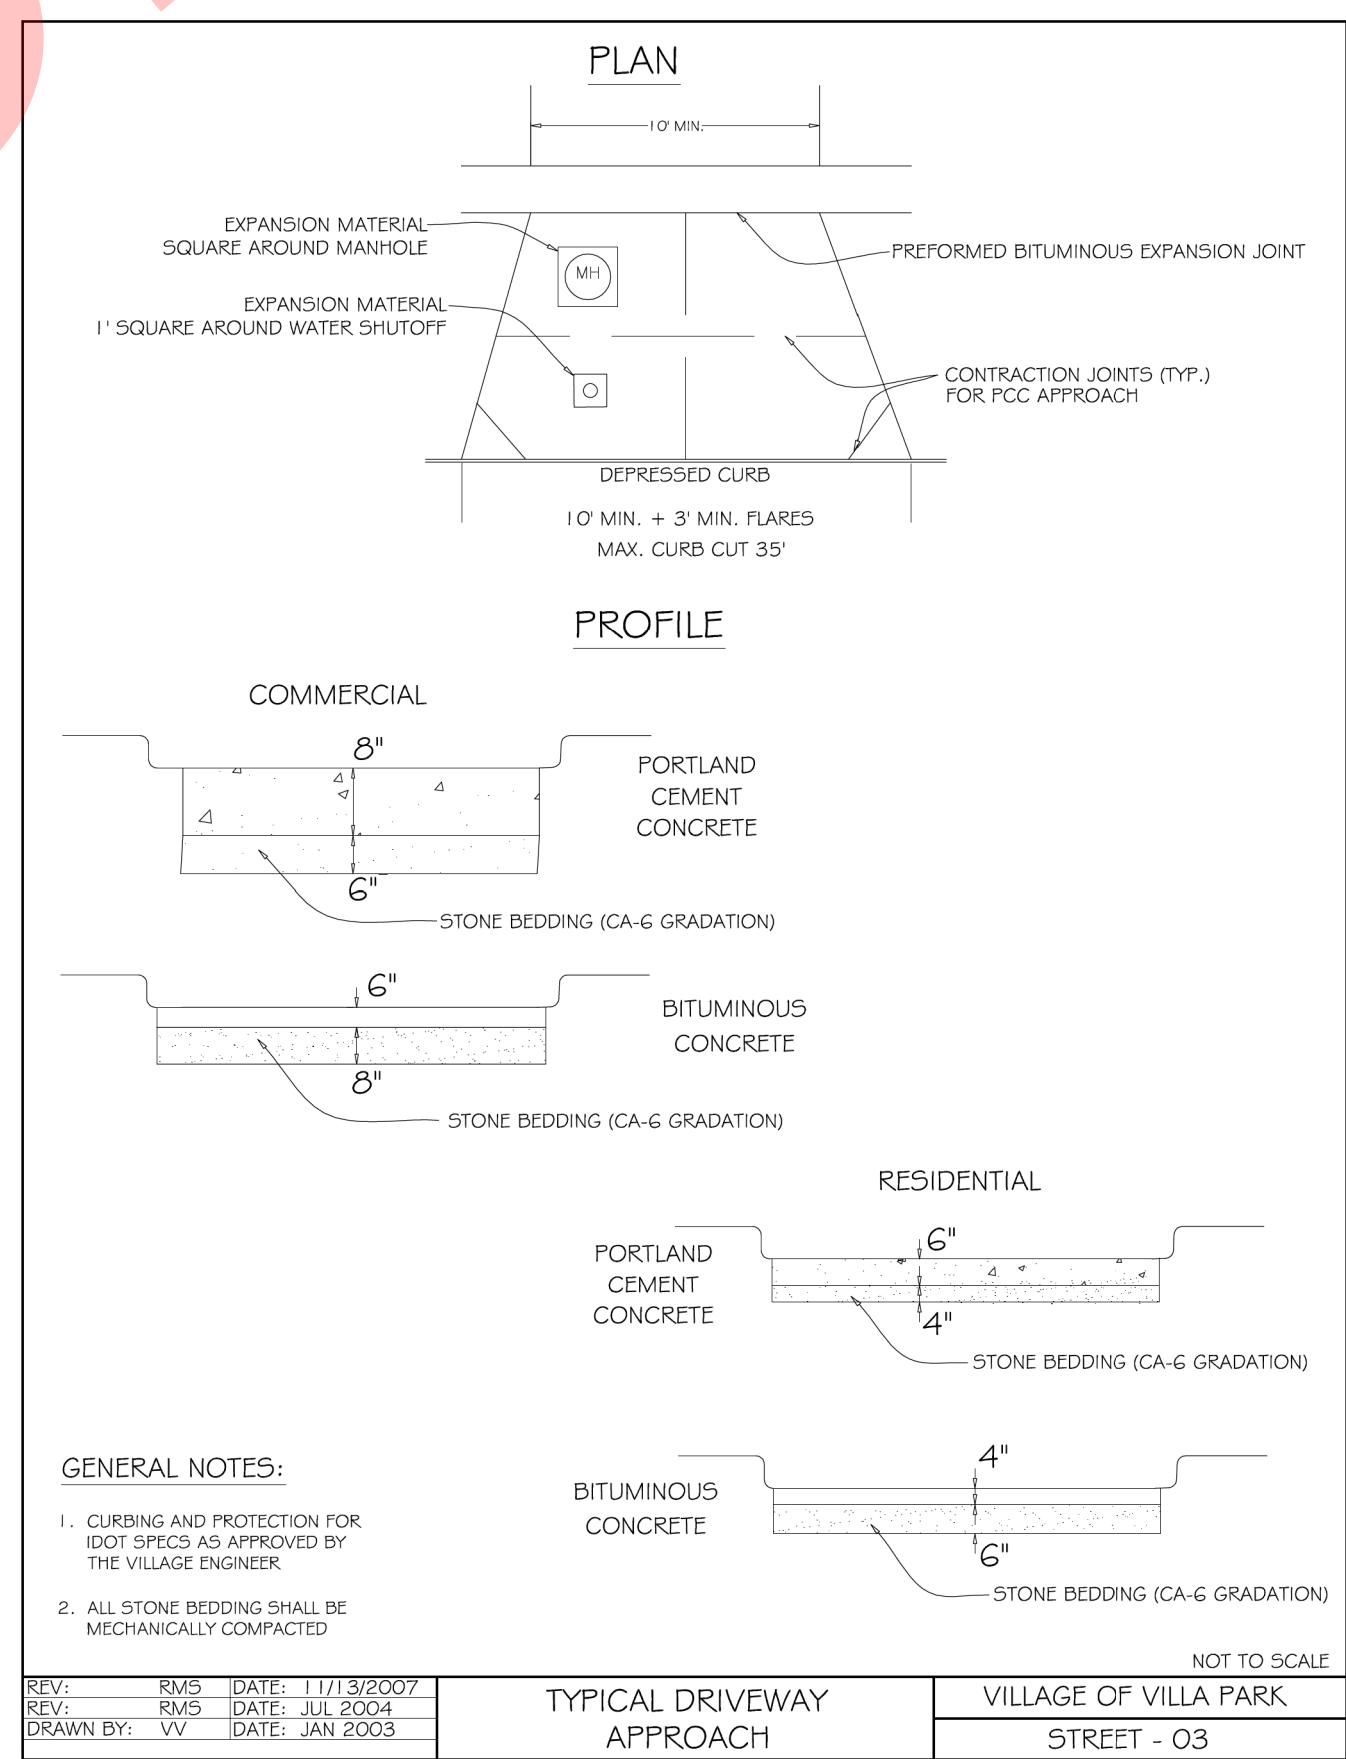 PLAN
10' MIN.
EXPANSION MATERIAL
SQUARE AROUND MANHOLE
MH
PREFORMED BITUMINOUS EXPANSION JOINT
EXPANSION MATERIAL
1' SQUARE AROUND WATER SHUTOFF
CONTRACTION JOINTS (TYP.)
FOR PCC APPROACH
DEPRESSED CURB
10' MIN. + 3' MIN. FLARES
MAX. CURB CUT 35'
PROFILE
COMMERCIAL
8"
PORTLAND
CEMENT
CONCRETE
6"
STONE BEDDING (CA-6 GRADATION)
6"
BITUMINOUS
CONCRETE
8"
STONE BEDDING (CA-6 GRADATION)
RESIDENTIAL
6"
PORTLAND
CEMENT
CONCRETE
4"
STONE BEDDING (CA-6 GRADATION)
4"
BITUMINOUS
CONCRETE
6"
STONE BEDDING (CA-6 GRADATION)
GENERAL NOTES:
1. CURBING AND PROTECTION FOR
IDOT SPECS AS APPROVED BY
THE VILLAGE ENGINEER
2. ALL STONE BEDDING SHALL BE
MECHANICALLY COMPACTED
NOT TO SCALE
REV: RMS DATE: 11/13/2007
REV: RMS DATE: JUL 2004
DRAWN BY: VV DATE: JAN 2003
TYPICAL DRIVEWAY
APPROACH
VILLAGE OF VILLA PARK
STREET - 03